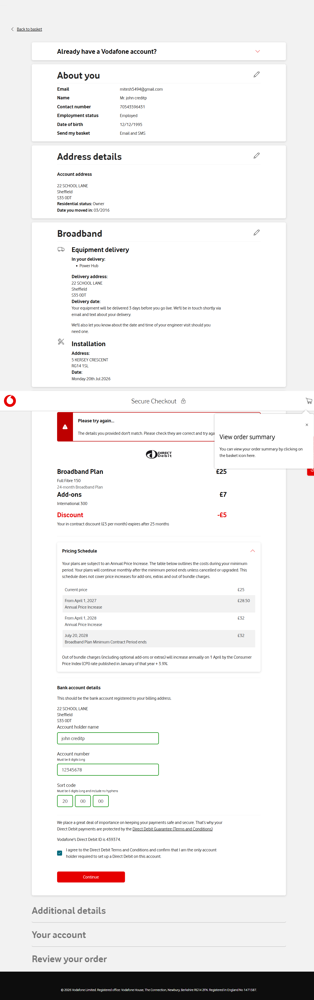 Back to basket
Already have a Vodafone account?
About you
Email mitesh5494@gmail.com
Name Mr. john creditp
Contact number 70543596431
Employment status Employed
Date of birth 12/12/1995
Send my basket Email and SMS
Address details
Account address
22 SCHOOL LANE
Sheffield
S35 0DT
Residential status: Owner
Date you moved in: 03/2016
Broadband
Equipment delivery
In your delivery:
• Power Hub
Delivery address:
22 SCHOOL LANE
Sheffield
S35 0DT
Delivery date:
Your equipment will be delivered 3 days before you go live. We'll be in touch shortly via
email and text about your delivery.
We'll also let you know about the date and time of your engineer visit should you
need one.
Installation
Address:
5 KERSEY CRESCENT
RG14 1SL
Date:
Monday 20th Jul 2026
Secure Checkout
Please try again...
The details you provided don't match. Please check they are correct and try aga
View order summary
You can view your order summary by clicking on
the basket icon here.
DIRECT
Debit
Broadband Plan £25
Full Fibre 150
24-month Broadband Plan
Add-ons £7
International 300
Discount -£5
Your in contract discount (£5 per month) expires after 25 months
Pricing Schedule
Your plans are subject to an Annual Price Increase. The table below outlines the costs during your minimum
period. Your plans will continue monthly after the minimum period ends unless cancelled or upgraded. This
schedule does not cover price increases for add-ons, extras and out of bundle charges.
Current price £25
From April 1, 2027 £28.50
Annual Price Increase
From April 1, 2028 £32
Annual Price Increase
July 20, 2028 £32
Broadband Plan Minimum Contract Period ends
Out of bundle charges (including optional add-ons or extras) will increase annually on 1 April by the Consumer
Price Index (CPI) rate published in January of that year + 3.9%.
Bank account details
This should be the bank account registered to your billing address.
22 SCHOOL LANE
Sheffield
S35 0DT
Account holder name
john creditp
Account number
Must be 8 digits long
12345678
Sort code
Must be 6 digits long and include no hyphens
20 00 00
We place a great deal of importance on keeping your payments safe and secure. That's why your
Direct Debit payments are protected by the Direct Debit Guarantee (Terms and Conditions)
Vodafone's Direct Debit ID is 439374.
I agree to the Direct Debit Terms and Conditions and confirm that I am the only account
holder required to set up a Direct Debit on this account.
Continue
Additional details
Your account
Review your order
© 2026 Vodafone Limited. Registered office: Vodafone House, The Connection, Newbury, Berkshire RG14 2FN. Registered in England No 1471587.